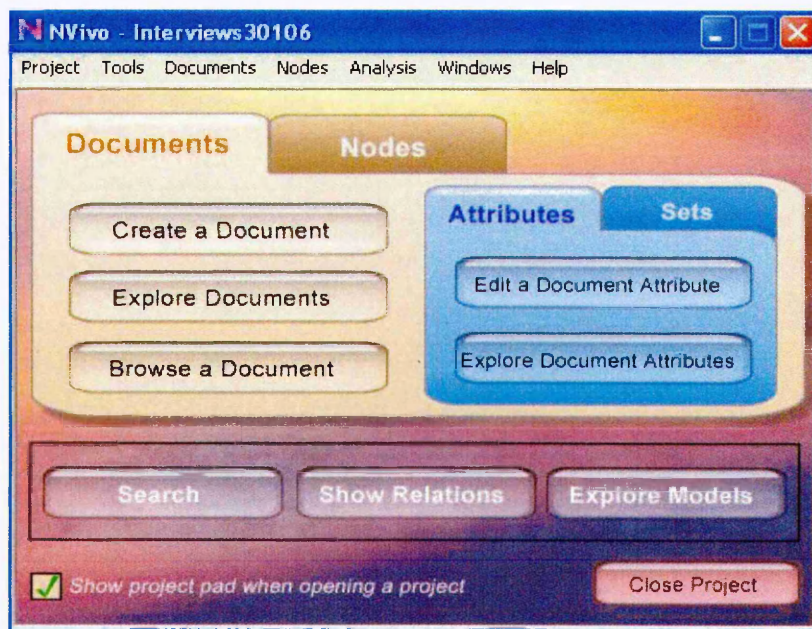 NVivo - Interviews30106
Project Tools Documents Nodes Analysis Windows Help
Documents Nodes
Attributes Sets
Create a Document
Edit a Document Attribute
Explore Documents
Explore Document Attributes
Browse a Document
Search Show Relations Explore Models
Show project pad when opening a project
Close Project